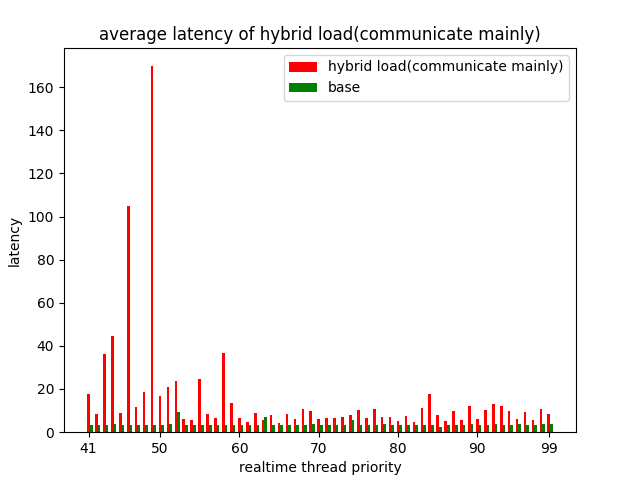 average latency of hybrid load(communicate mainly)
hybrid load(communicate mainly)
base
latency
160
140
120
100
80
60
40
20
0
41 50 60 70 80 90 99
realtime thread priority